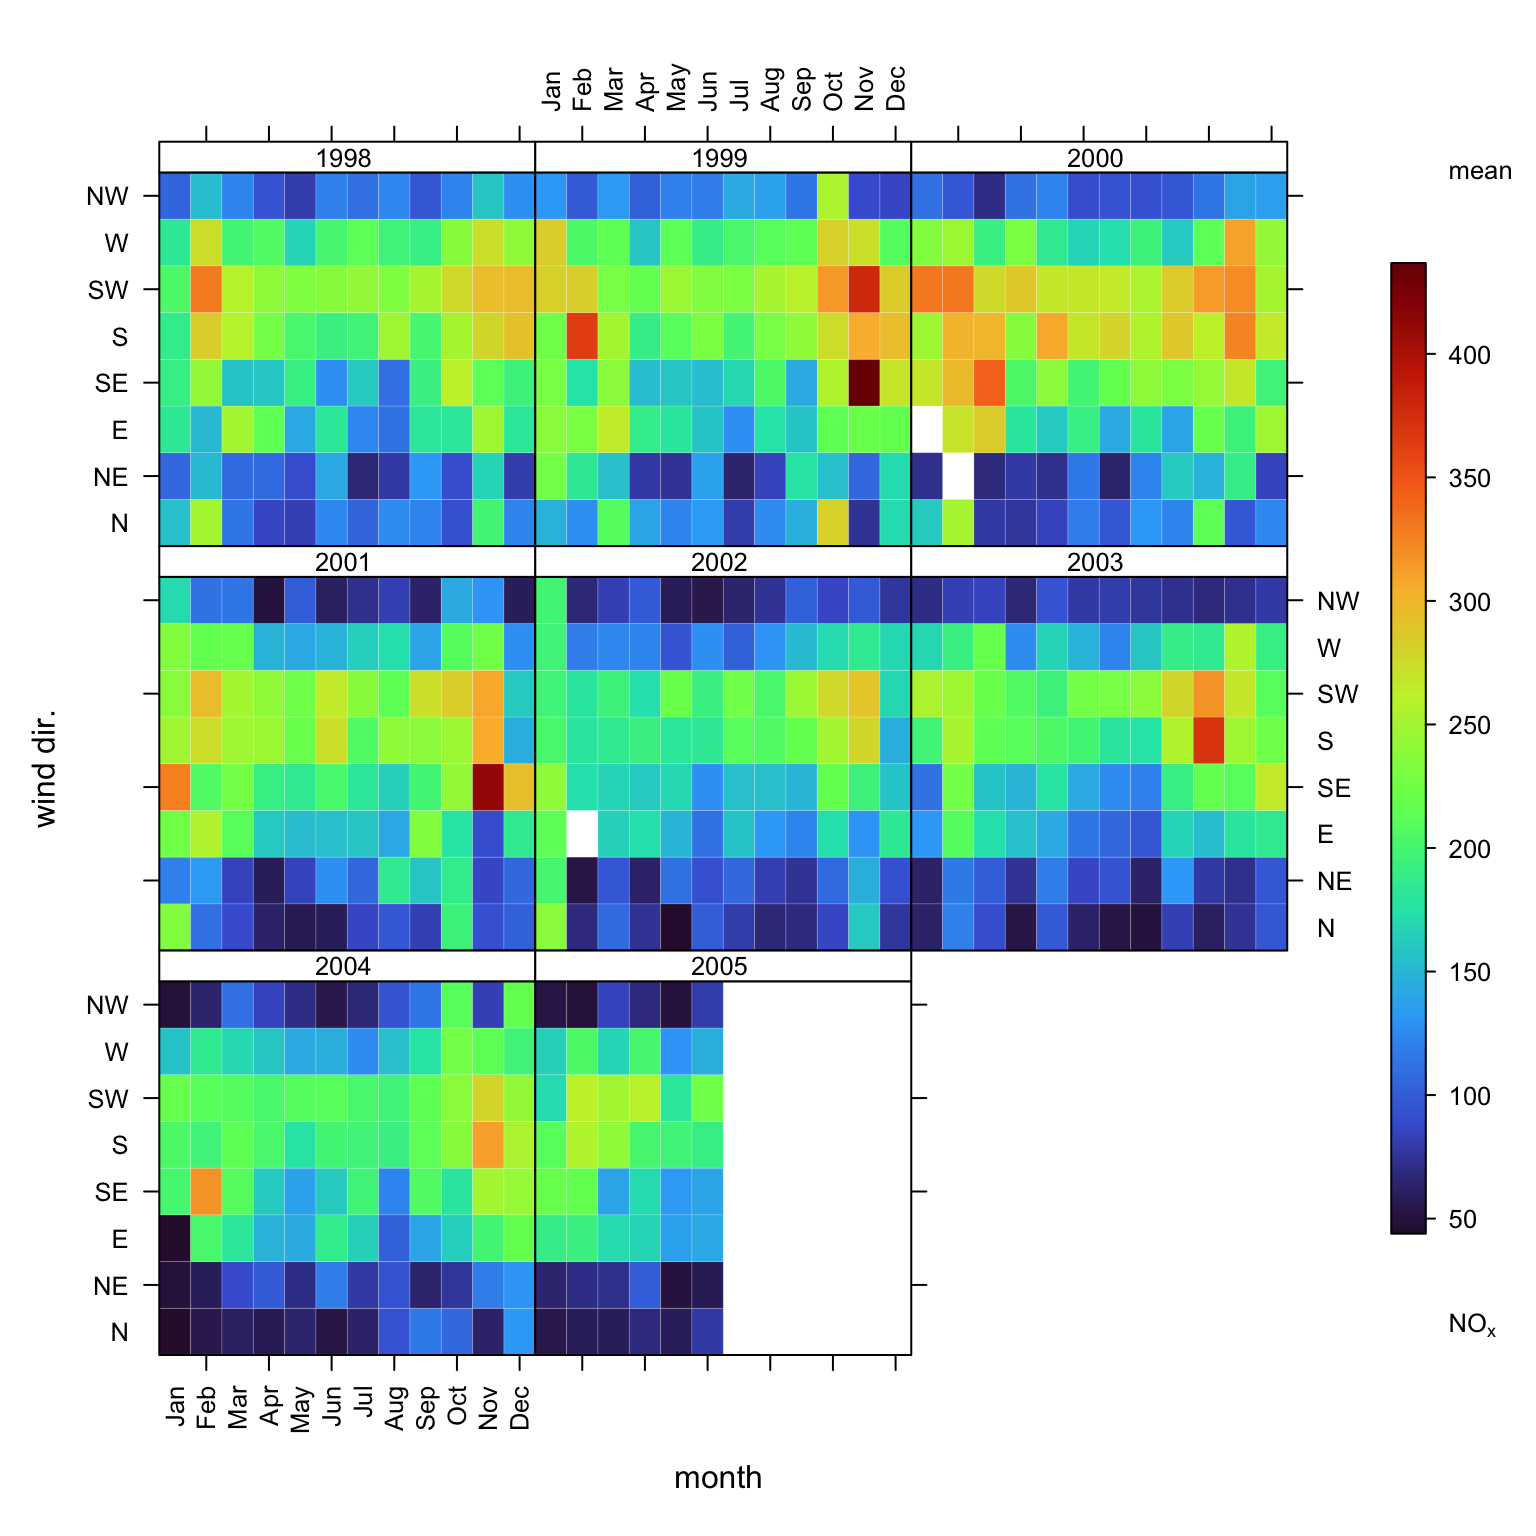 Jan Feb Mar Apr May Jun Jul Aug Sep Oct Nov Dec
1998 1999 2000
mean
NW
W
SW
S
SE
E
NE
N
2001 2002 2003
NW
W
SW
S
SE
E
NE
N
2004 2005
NW
W
SW
S
SE
E
NE
N
Jan Feb Mar Apr May Jun Jul Aug Sep Oct Nov Dec
month
wind dir.
400
350
300
250
200
150
100
50
NOₓ